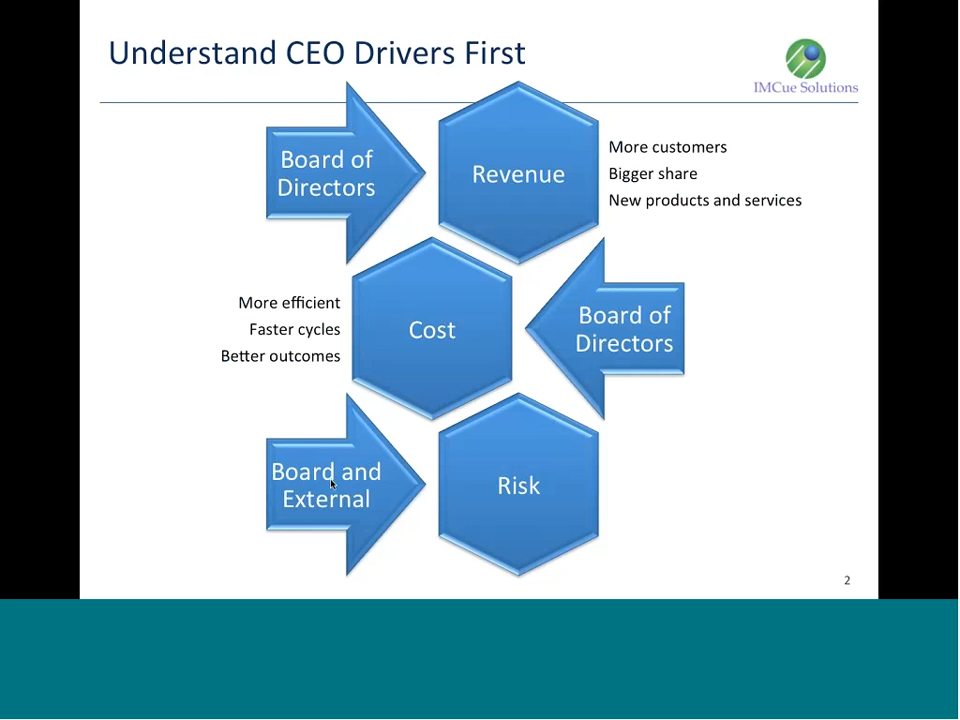 Understand CEO Drivers First
IMCue Solutions
Board of
Directors
Revenue
More customers
Bigger share
New products and services
More efficient
Faster cycles
Better outcomes
Cost
Board of
Directors
Board and
External
Risk
2